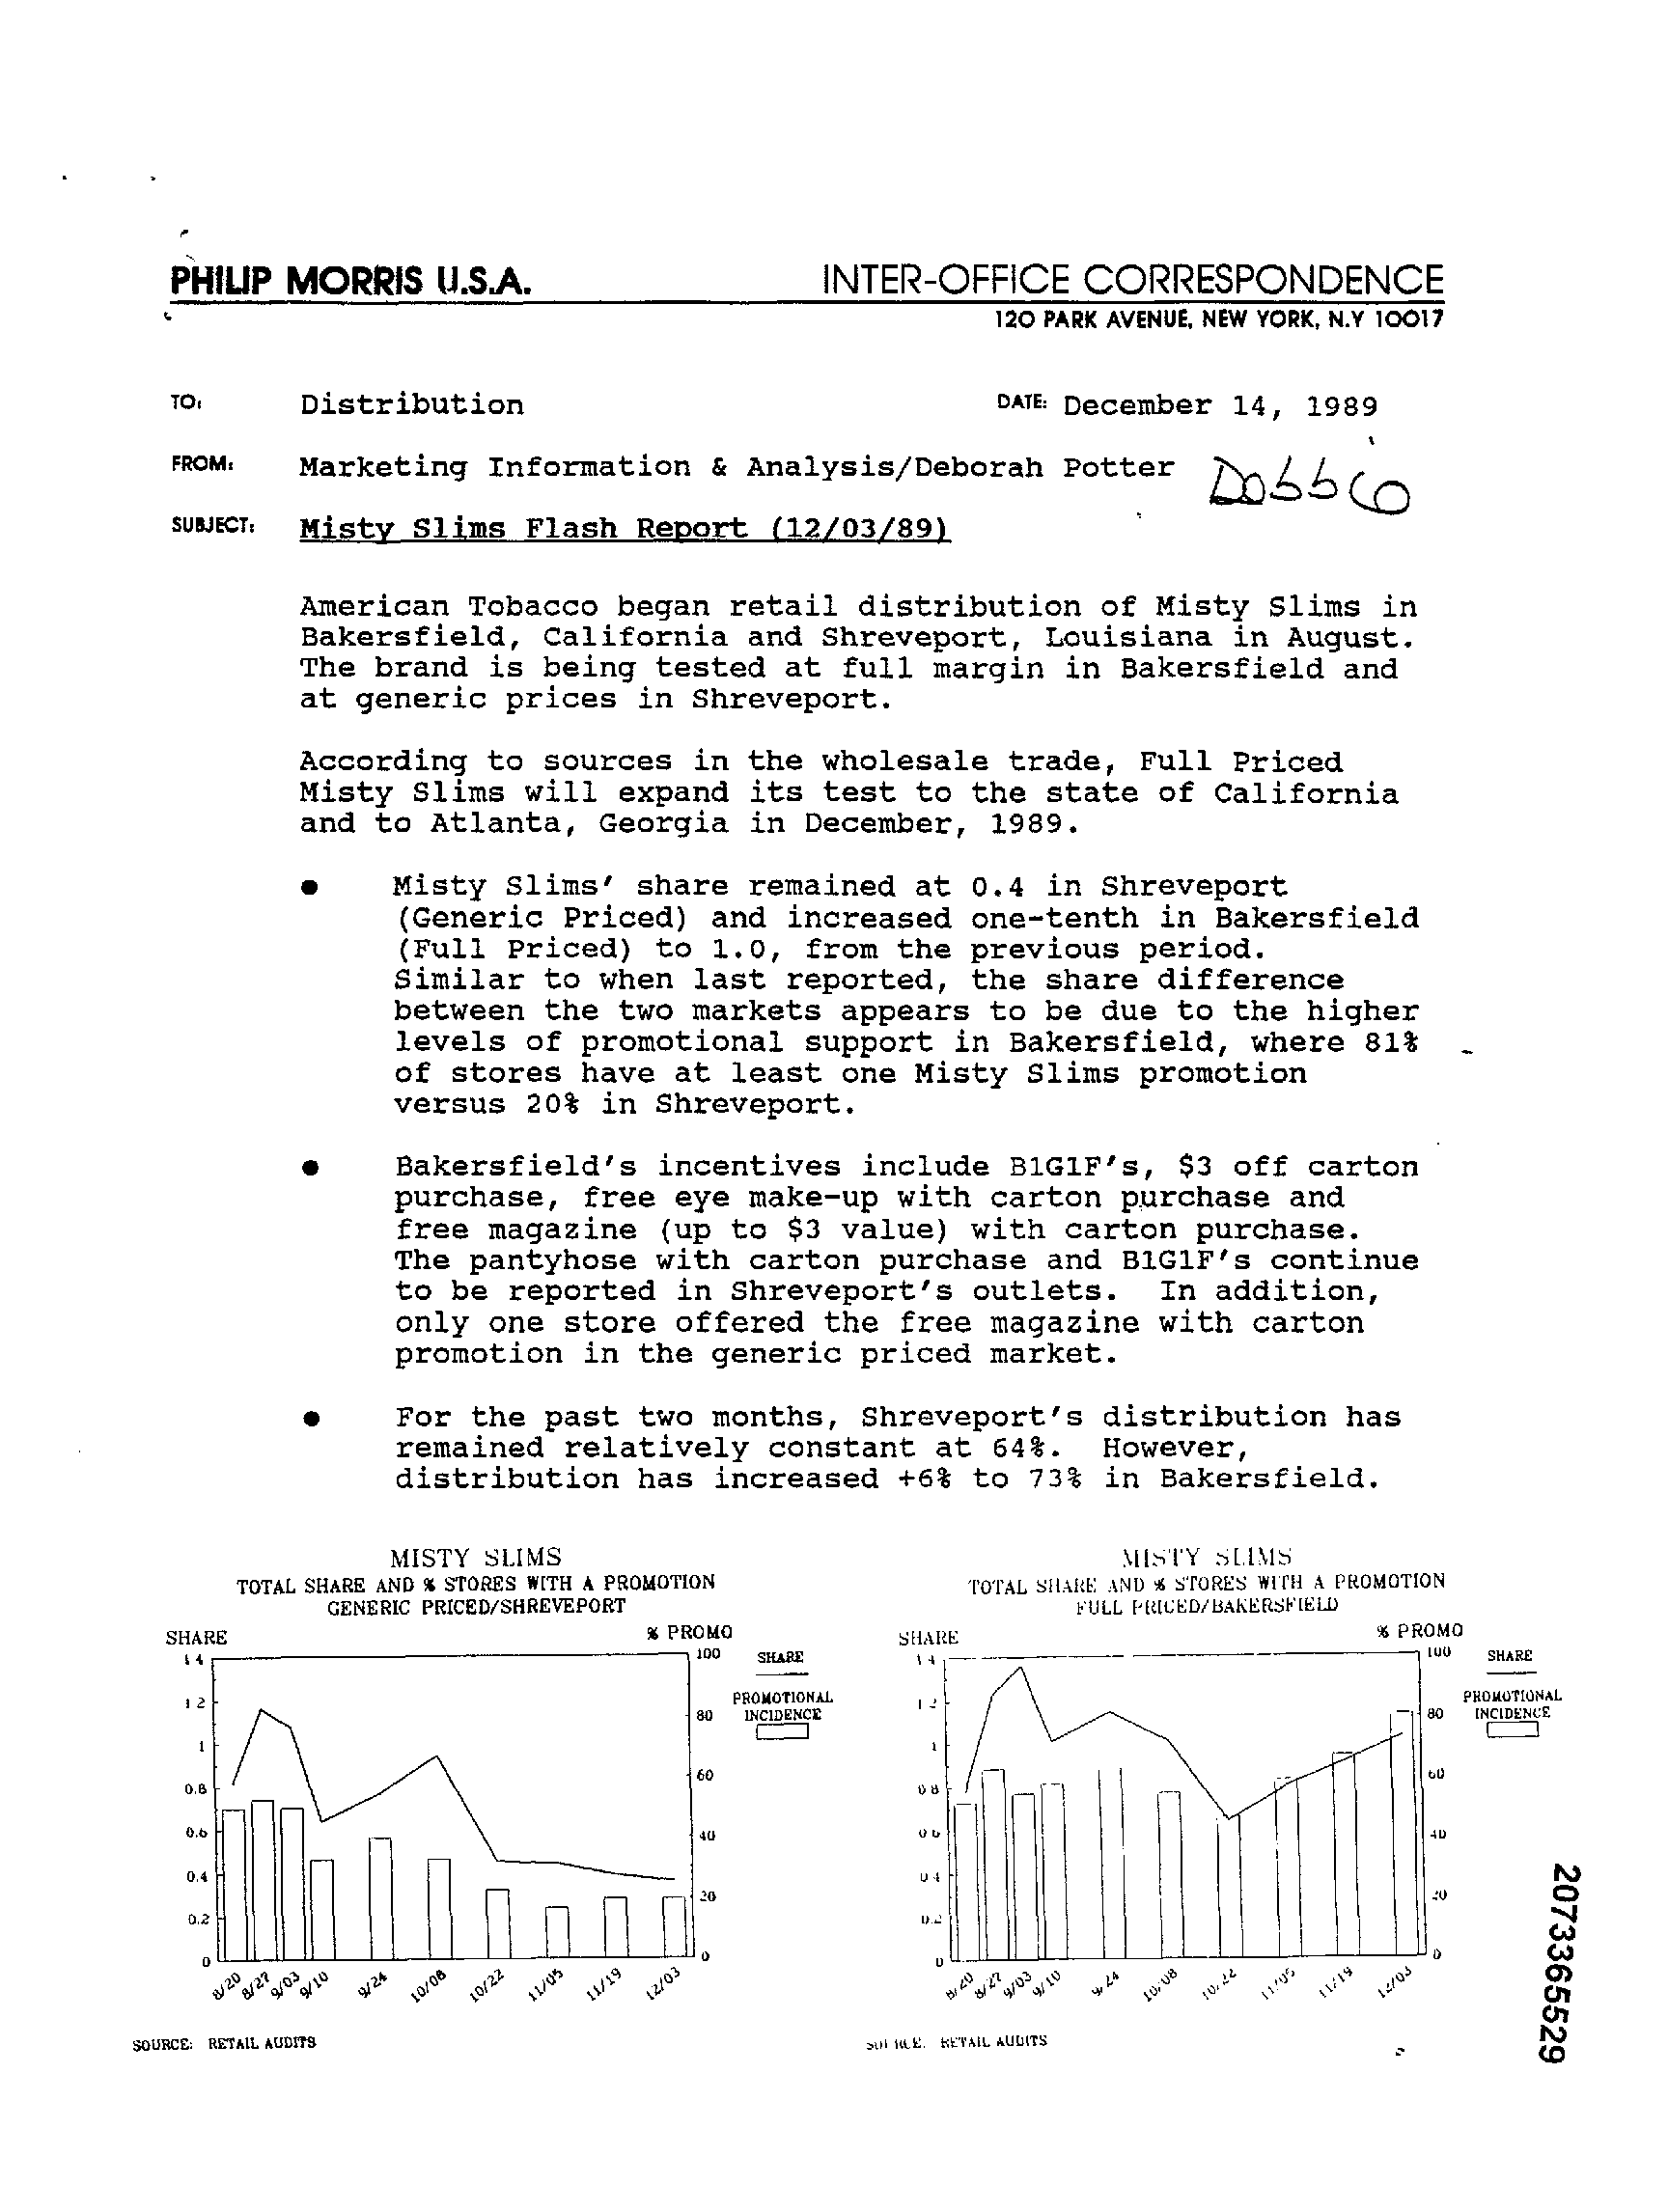 PHILIP MORRIS U.S.A. INTER-OFFICE CORRESPONDENCE
120 PARK AVENUE, NEW YORK, N.Y 10017
TO: Distribution DATE: December 14, 1989
FROM: Marketing Information & Analysis/Deborah Potter
SUBJECT: Misty Slims Flash Report (12/03/89)
American Tobacco began retail distribution of Misty Slims in
Bakersfield, California and Shreveport, Louisiana in August.
The brand is being tested at full margin in Bakersfield and
at generic prices in Shreveport.
According to sources in the wholesale trade, Full Priced
Misty Slims will expand its test to the state of California
and to Atlanta, Georgia in December, 1989.
● Misty Slims' share remained at 0.4 in Shreveport
(Generic Priced) and increased one-tenth in Bakersfield
(Full Priced) to 1.0, from the previous period.
Similar to when last reported, the share difference
between the two markets appears to be due to the higher
levels of promotional support in Bakersfield, where 81%
of stores have at least one Misty Slims promotion
versus 20% in Shreveport.
● Bakersfield's incentives include B1G1F's, $3 off carton
purchase, free eye make-up with carton purchase and
free magazine (up to $3 value) with carton purchase.
The pantyhose with carton purchase and B1G1F's continue
to be reported in Shreveport's outlets. In addition,
only one store offered the free magazine with carton
promotion in the generic priced market.
● For the past two months, Shreveport's distribution has
remained relatively constant at 64%. However,
distribution has increased +6% to 73% in Bakersfield.
MISTY SLIMS
TOTAL SHARE AND % STORES WITH A PROMOTION
GENERIC PRICED/SHREVEPORT
SHARE % PROMO
1.4 100 SHARE
1.2 80 PROMOTIONAL
INCIDENCE
1
0.8 60
0.6 40
0.4 20
0.2
0 0
8/20 8/27 9/03 9/10 9/24 10/08 10/22 11/05 11/19 12/03
SOURCE: RETAIL AUDITS
MISTY SLIMS
TOTAL SHARE AND % STORES WITH A PROMOTION
FULL PRICED/BAKERSFIELD
SHARE % PROMO
1.4 100 SHARE
1.2 80 PROMOTIONAL
INCIDENCE
1
0.8 60
0.6 40
0.4 20
0.2
0 0
8/20 8/27 9/03 9/10 9/24 10/08 10/22 11/05 11/19 12/03
SOURCE: RETAIL AUDITS
2073365529